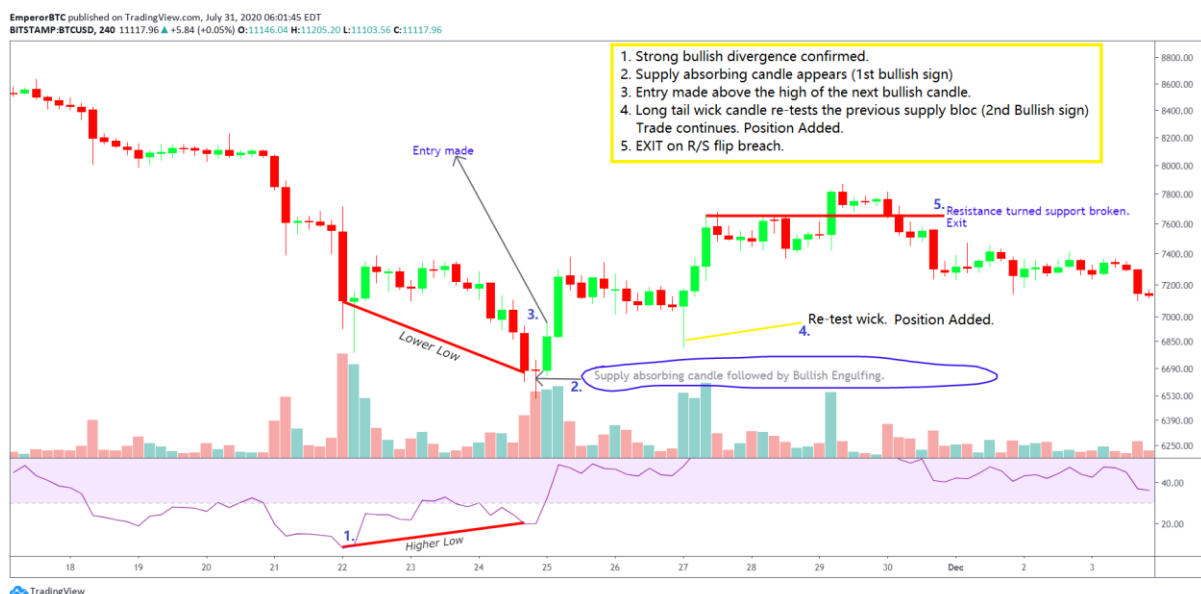 EmperorBTC published on TradingView.com, July 31, 2020 06:01:45 EDT
BITSTAMP:BTCUSD, 240 11117.96 ▲ +5.84 (+0.05%) O:11146.04 H:11205.20 L:11103.56 C:11117.96
1. Strong bullish divergence confirmed.
2. Supply absorbing candle appears (1st bullish sign)
3. Entry made above the high of the next bullish candle.
4. Long tail wick candle re-tests the previous supply bloc (2nd Bullish sign)
Trade continues. Position Added.
5. EXIT on R/S flip breach.
Entry made
5. Resistance turned support broken.
Exit
3.
Re-test wick. Position Added.
4.
Lower Low
2. Supply absorbing candle followed by Bullish Engulfing.
1.
Higher Low
8800.00
8600.00
8400.00
8200.00
8000.00
7800.00
7600.00
7400.00
7200.00
7000.00
6850.00
6690.00
6530.00
6390.00
6250.00
40.00
20.00
18 19 20 21 22 23 24 25 26 27 28 29 30 Dec 2 3
TradingView